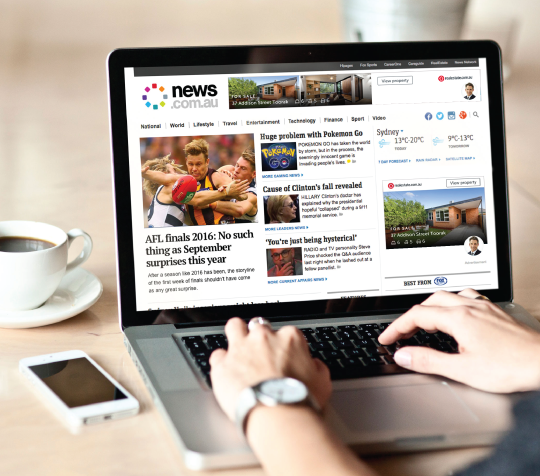 news
.com.au
FOR SALE
37 Addison Street Toorak
View property
realestate.com.au
National World Lifestyle Travel Entertainment Technology Finance Sport Video
AFL finals 2016: No such
thing as September
surprises this year
After a season like 2016 has been, the storyline
of the first week of finals shouldn't have come
as any great surprise.
Huge problem with Pokemon Go
POKEMON GO
POKEMON GO has taken the world
by storm, but in the process, the
seemingly innocent game is
irradiating people's minds.
MORE GAMING NEWS
Cause of Clinton's fall revealed
HILLARY Clinton's doctor has
explained why the presidential
hopeful "collapsed" during a 9/11
memorial service.
MORE LEADERS NEWS
'You're just being hysterical'
RADIO and TV personality Steve
Price shocked the Q&A audience
last night when he lashed out at a
fellow panellist.
MORE CURRENT AFFAIRS NEWS
Sydney
13°C-20°C
TODAY
9°C-13°C
TOMORROW
7 DAY FORECAST RAIN RADAR SATELLITE MAP
realestate.com.au
View property
FOR SALE
37 Addison Street Toorak
BEST FROM